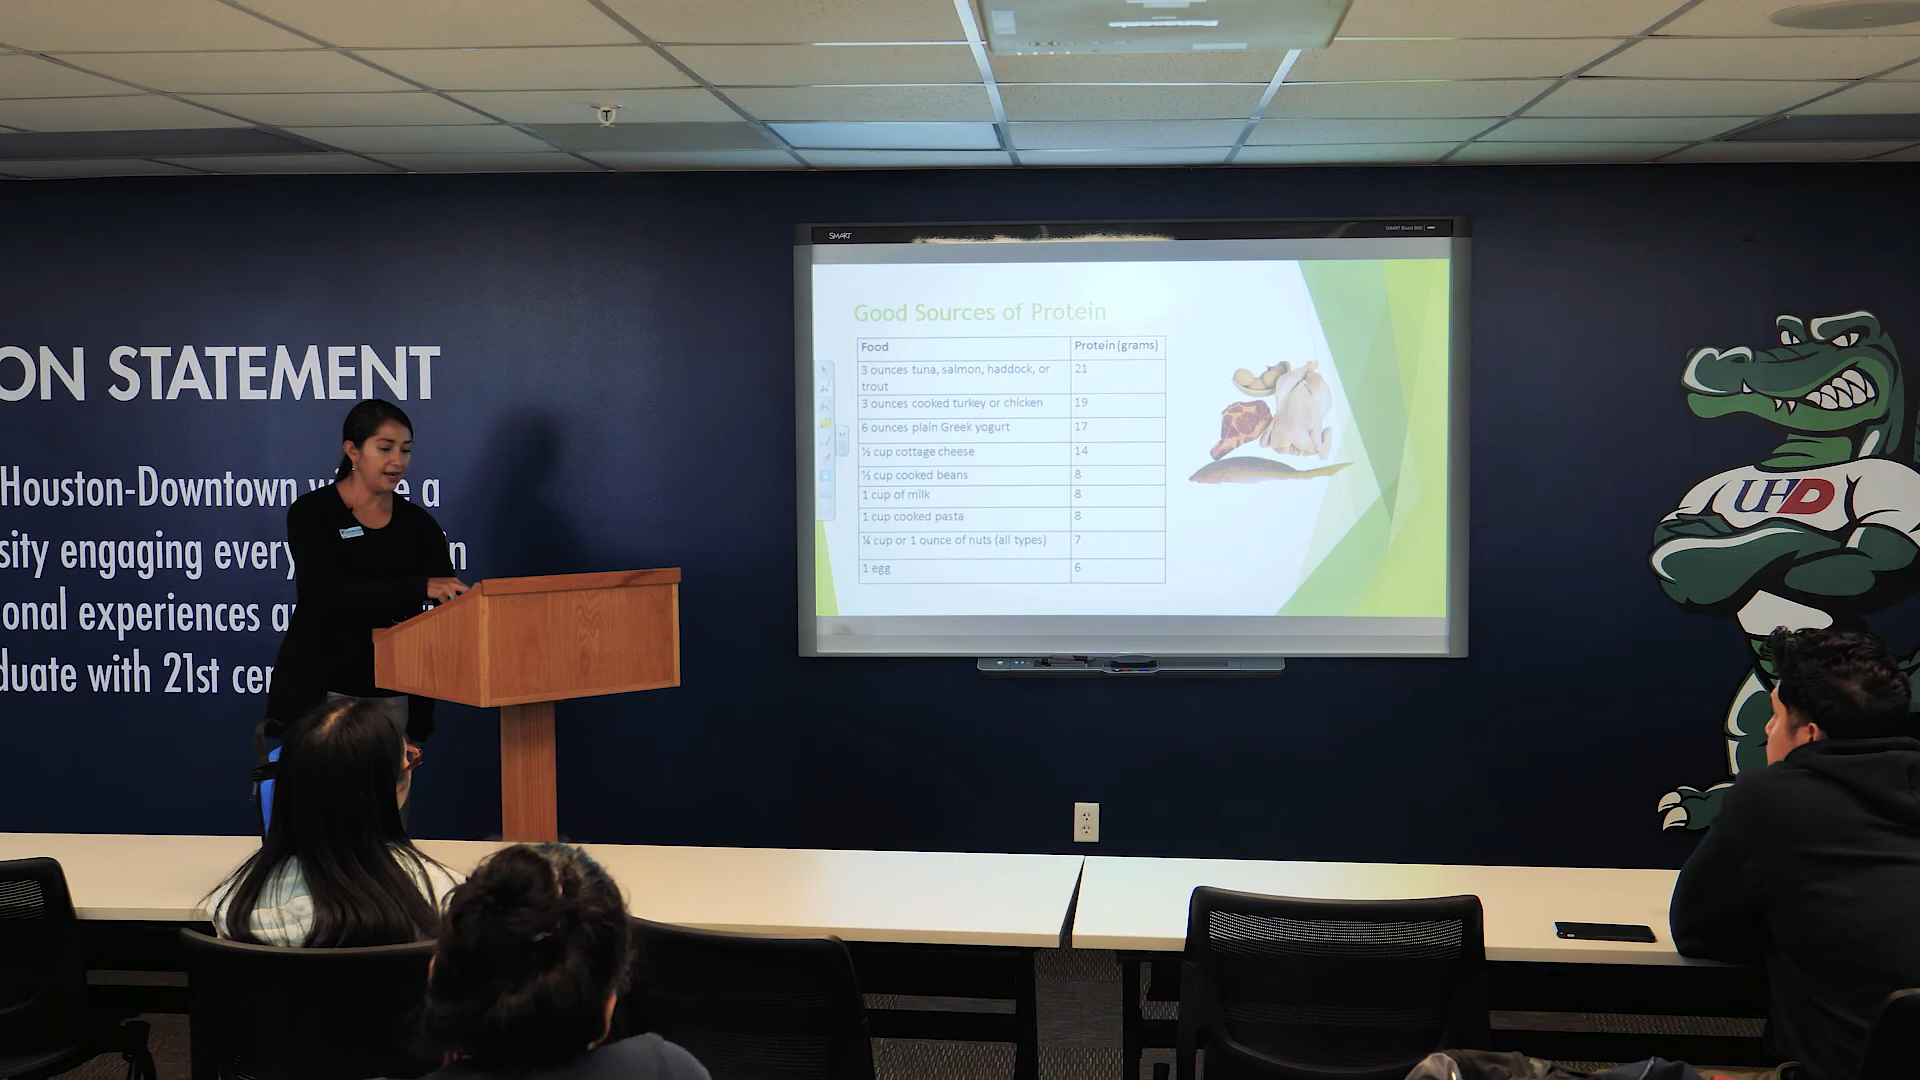 ON STATEMENT
Houston-Downtown w e a
sity engaging every in
onal experiences a
duate with 21st cen
SMART
SMART Board 800
Good Sources of Protein
Food Protein (grams)
3 ounces tuna, salmon, haddock, or
trout 21
3 ounces cooked turkey or chicken 19
6 ounces plain Greek yogurt 17
½ cup cottage cheese 14
½ cup cooked beans 8
1 cup of milk 8
1 cup cooked pasta 8
¼ cup or 1 ounce of nuts (all types) 7
1 egg 6
UHD